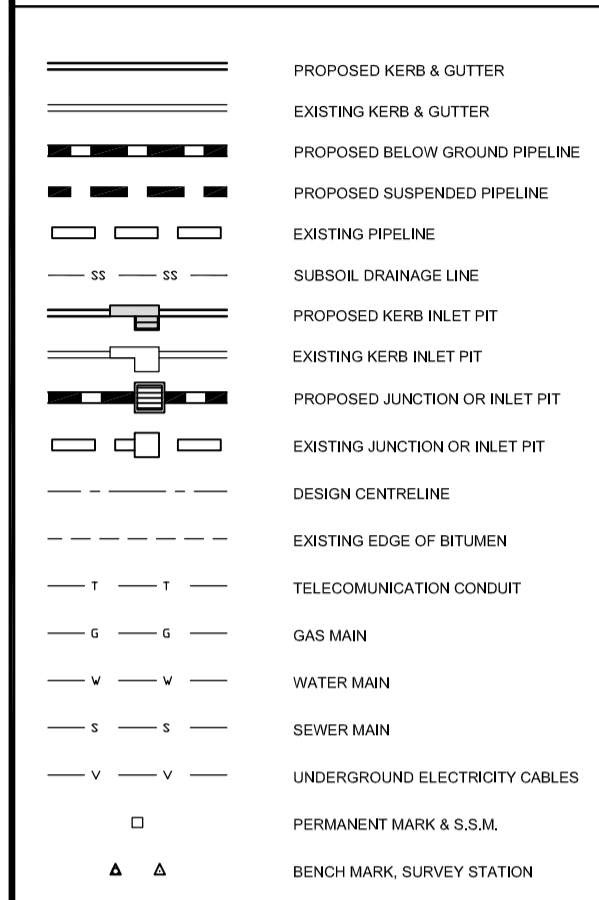 PROPOSED KERB & GUTTER
EXISTING KERB & GUTTER
PROPOSED BELOW GROUND PIPELINE
PROPOSED SUSPENDED PIPELINE
EXISTING PIPELINE
SS SS SUBSOIL DRAINAGE LINE
PROPOSED KERB INLET PIT
EXISTING KERB INLET PIT
PROPOSED JUNCTION OR INLET PIT
EXISTING JUNCTION OR INLET PIT
DESIGN CENTRELINE
EXISTING EDGE OF BITUMEN
T T TELECOMUNICATION CONDUIT
G G GAS MAIN
W W WATER MAIN
S S SEWER MAIN
V V UNDERGROUND ELECTRICITY CABLES
PERMANENT MARK & S.S.M.
BENCH MARK, SURVEY STATION